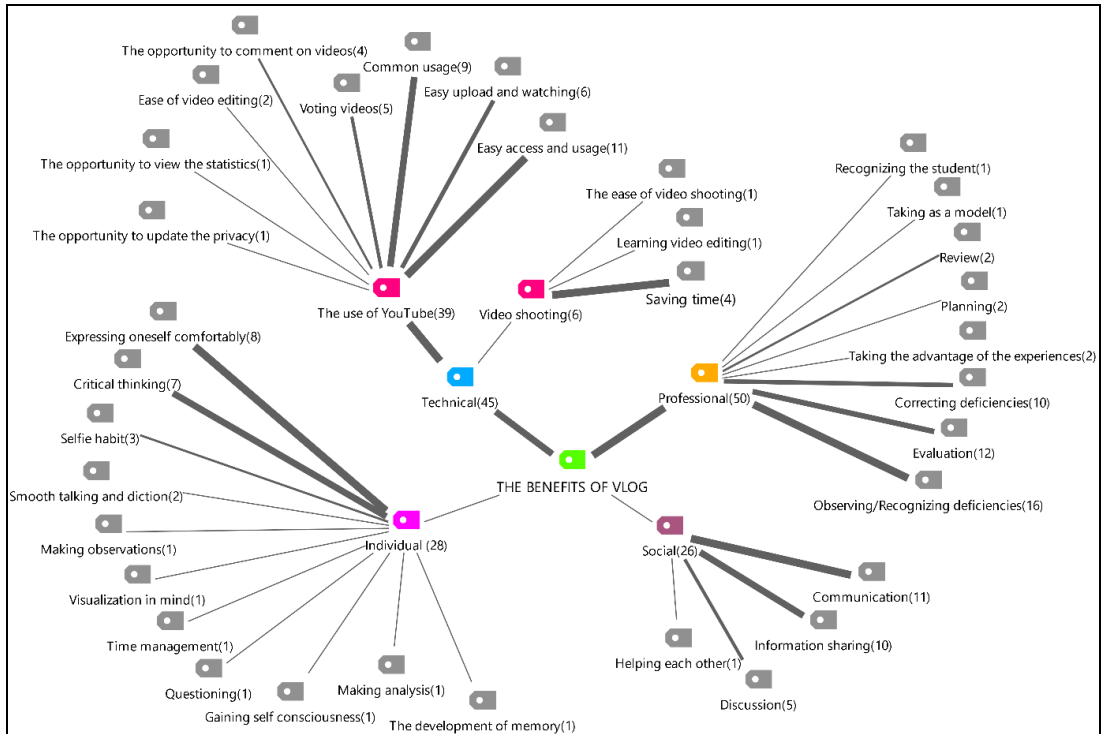 The opportunity to comment on videos(4)
Common usage(9)
Ease of video editing(2)
Voting videos(5)
Easy upload and watching(6)
The opportunity to view the statistics(1)
Easy access and usage(11)
The opportunity to update the privacy(1)
The use of YouTube(39)
The ease of video shooting(1)
Learning video editing(1)
Saving time(4)
Video shooting(6)
Technical(45)
Recognizing the student(1)
Taking as a model(1)
Review(2)
Planning(2)
Taking the advantage of the experiences(2)
Correcting deficiencies(10)
Evaluation(12)
Observing/Recognizing deficiencies(16)
Professional(50)
THE BENEFITS OF VLOG
Expressing oneself comfortably(8)
Critical thinking(7)
Selfie habit(3)
Smooth talking and diction(2)
Making observations(1)
Visualization in mind(1)
Time management(1)
Questioning(1)
Gaining self consciousness(1)
Making analysis(1)
The development of memory(1)
Individual (28)
Social(26)
Communication(11)
Information sharing(10)
Helping each other(1)
Discussion(5)